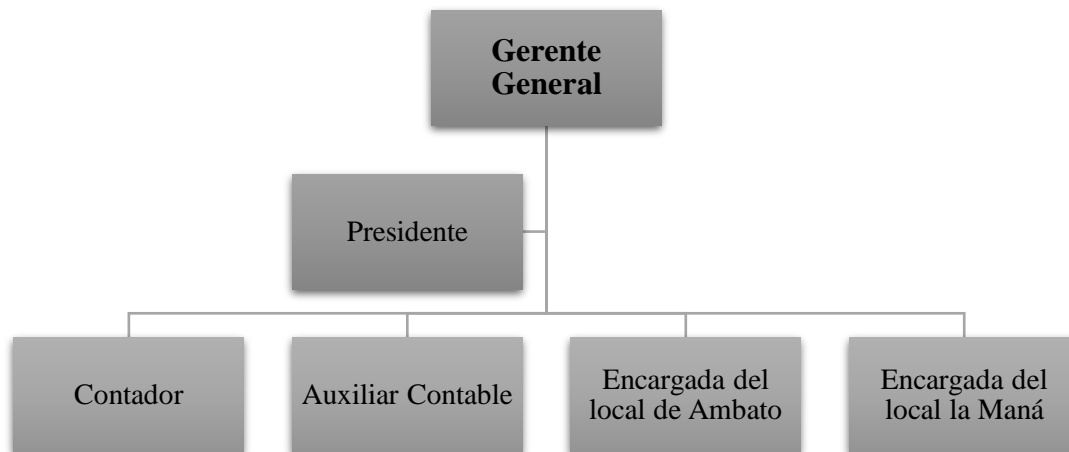 Gerente
General
Presidente
Contador
Auxiliar Contable
Encargada del
local de Ambato
Encargada del
local la Maná